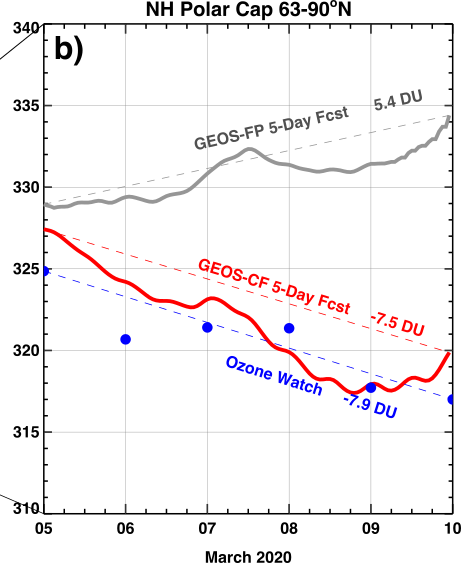 NH Polar Cap 63-90°N
b)
340
335
330
325
320
315
310
GEOS-FP 5-Day Fcst 5.4 DU
GEOS-CF 5-Day Fcst -7.5 DU
Ozone Watch -7.9 DU
05 06 07 08 09 10
March 2020